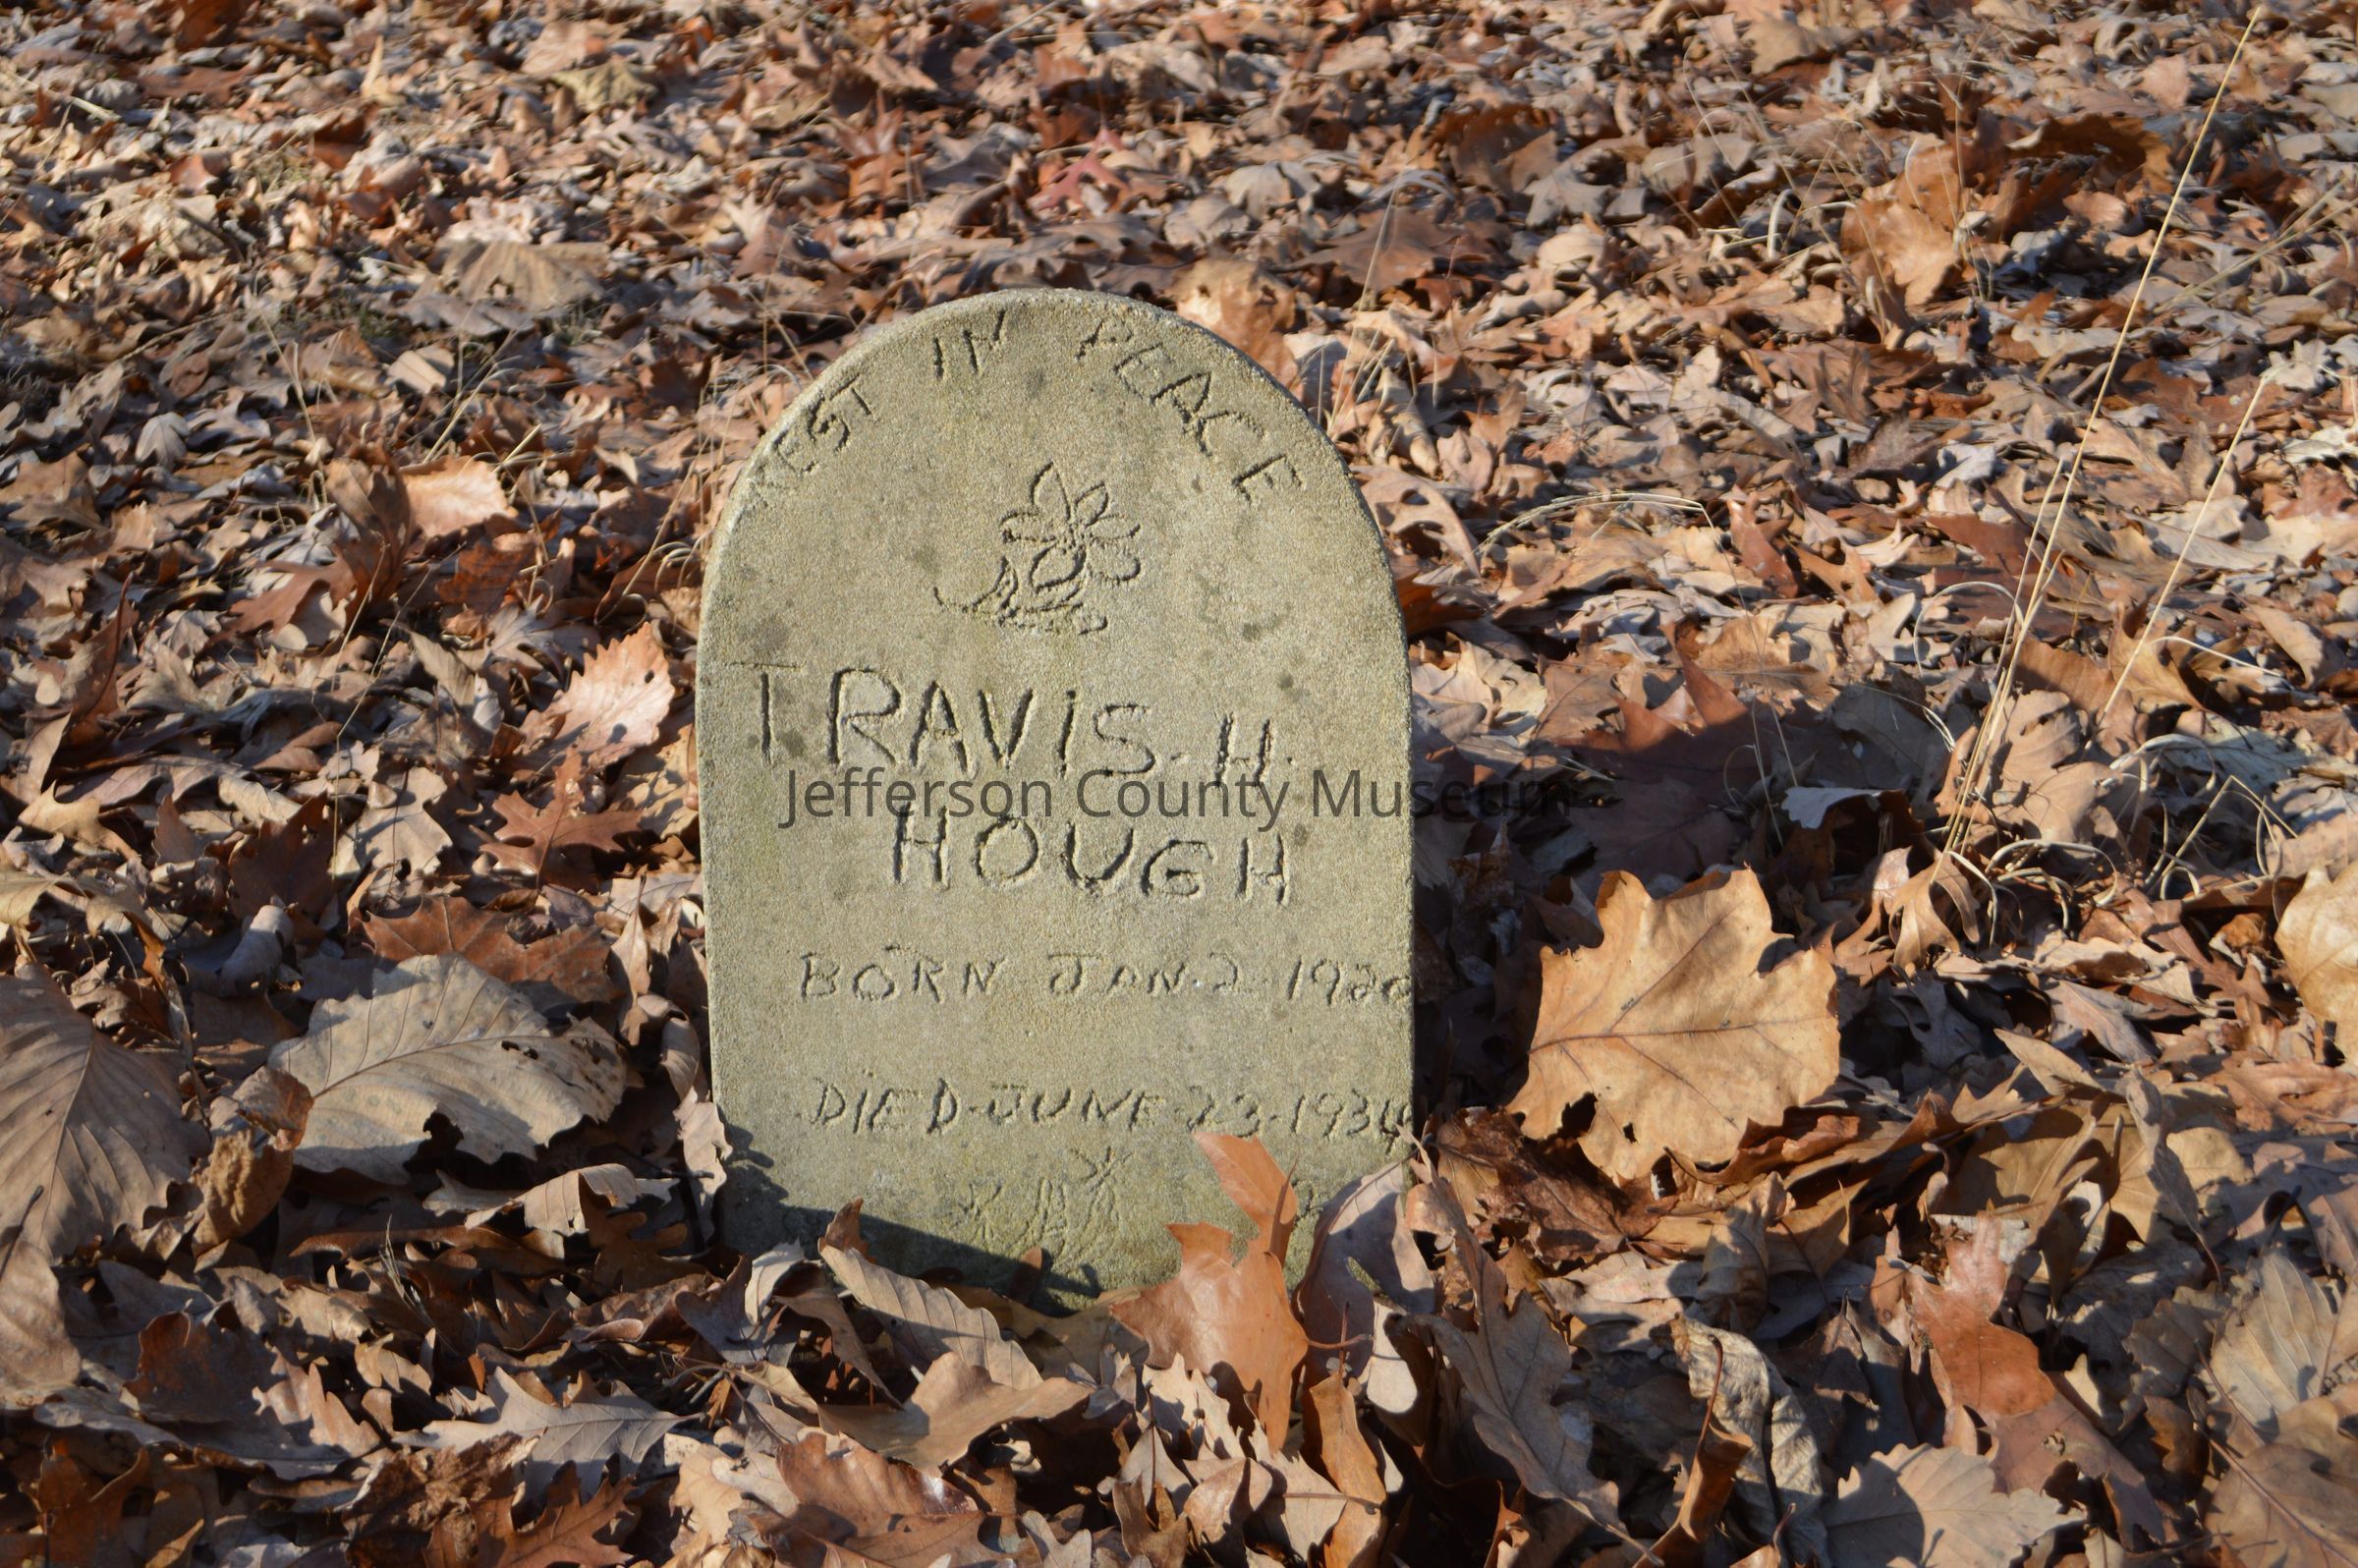 REST IN PEACE
TRAVIS. H.
HOUGH
BORN JAN. 2. 1920
DIED. JUNE. 23. 1934
Jefferson County Museum